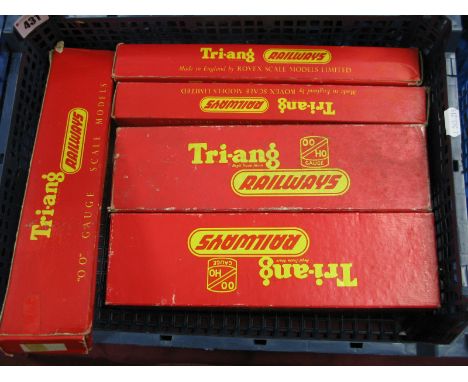 431
Tri-ang RAILWAYS
Made in England by ROVEX SCALE MODELS LIMITED
Made in England by ROVEX SCALE MODELS LIMITED
Tri-ang RAILWAYS
Tri-ang
OO
HO
GAUGE
RAILWAYS
RAILWAYS
Tri-ang
OO
HO
GAUGE
Tri-ang RAILWAYS
"OO" GAUGE SCALE MODELS